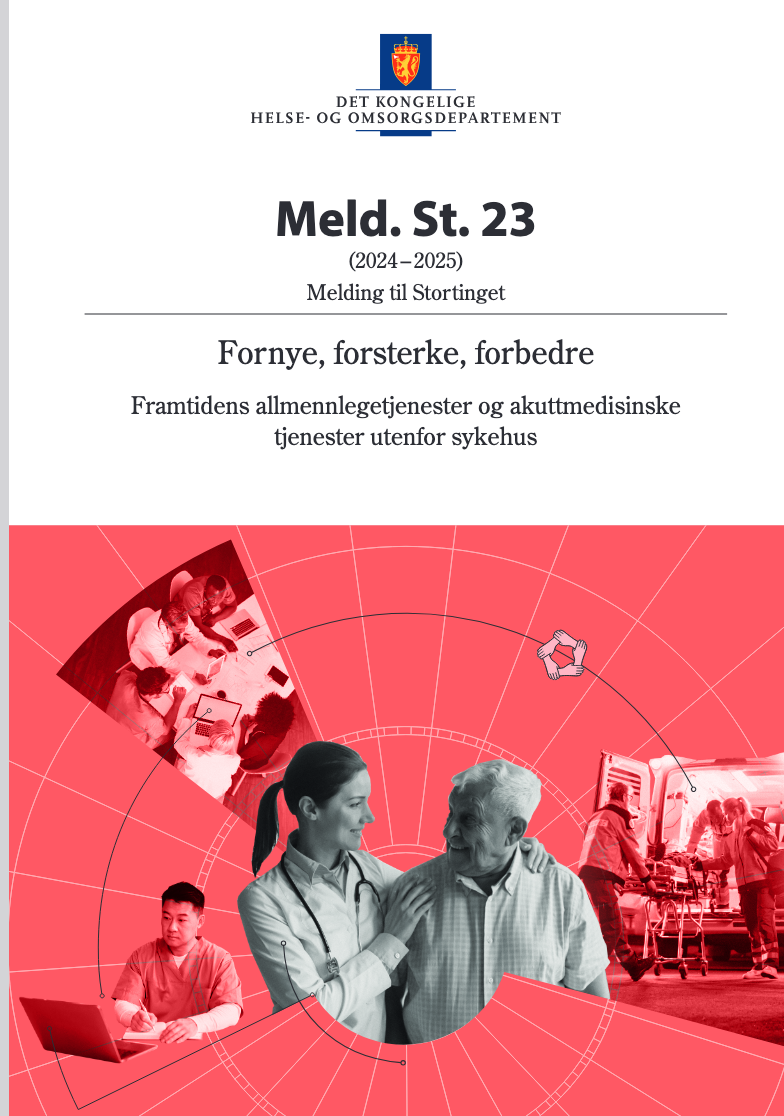 DET KONGELIGE
HELSE- OG OMSORGSDEPARTEMENT
Meld. St. 23
(2024–2025)
Melding til Stortinget
Fornye, forsterke, forbedre
Framtidens allmennlegetjenester og akuttmedisinske
tjenester utenfor sykehus